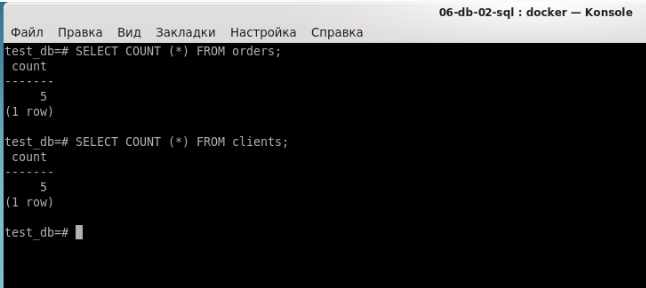 06-db-02-sql : docker — Konsole
Файл Правка Вид Закладки Настройка Справка
test_db=# SELECT COUNT (*) FROM orders;
 count
-------
     5
(1 row)

test_db=# SELECT COUNT (*) FROM clients;
 count
-------
     5
(1 row)

test_db=#